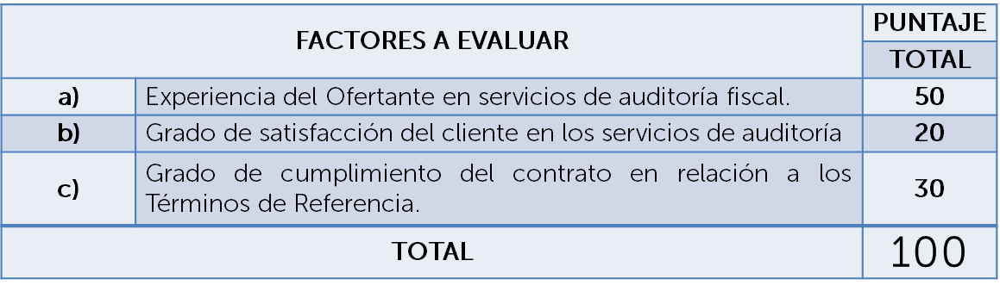 FACTORES A EVALUAR
PUNTAJE
TOTAL
a) Experiencia del Ofertante en servicios de auditoría fiscal. 50
b) Grado de satisfacción del cliente en los servicios de auditoría 20
c) Grado de cumplimiento del contrato en relación a los
Términos de Referencia. 30
TOTAL 100